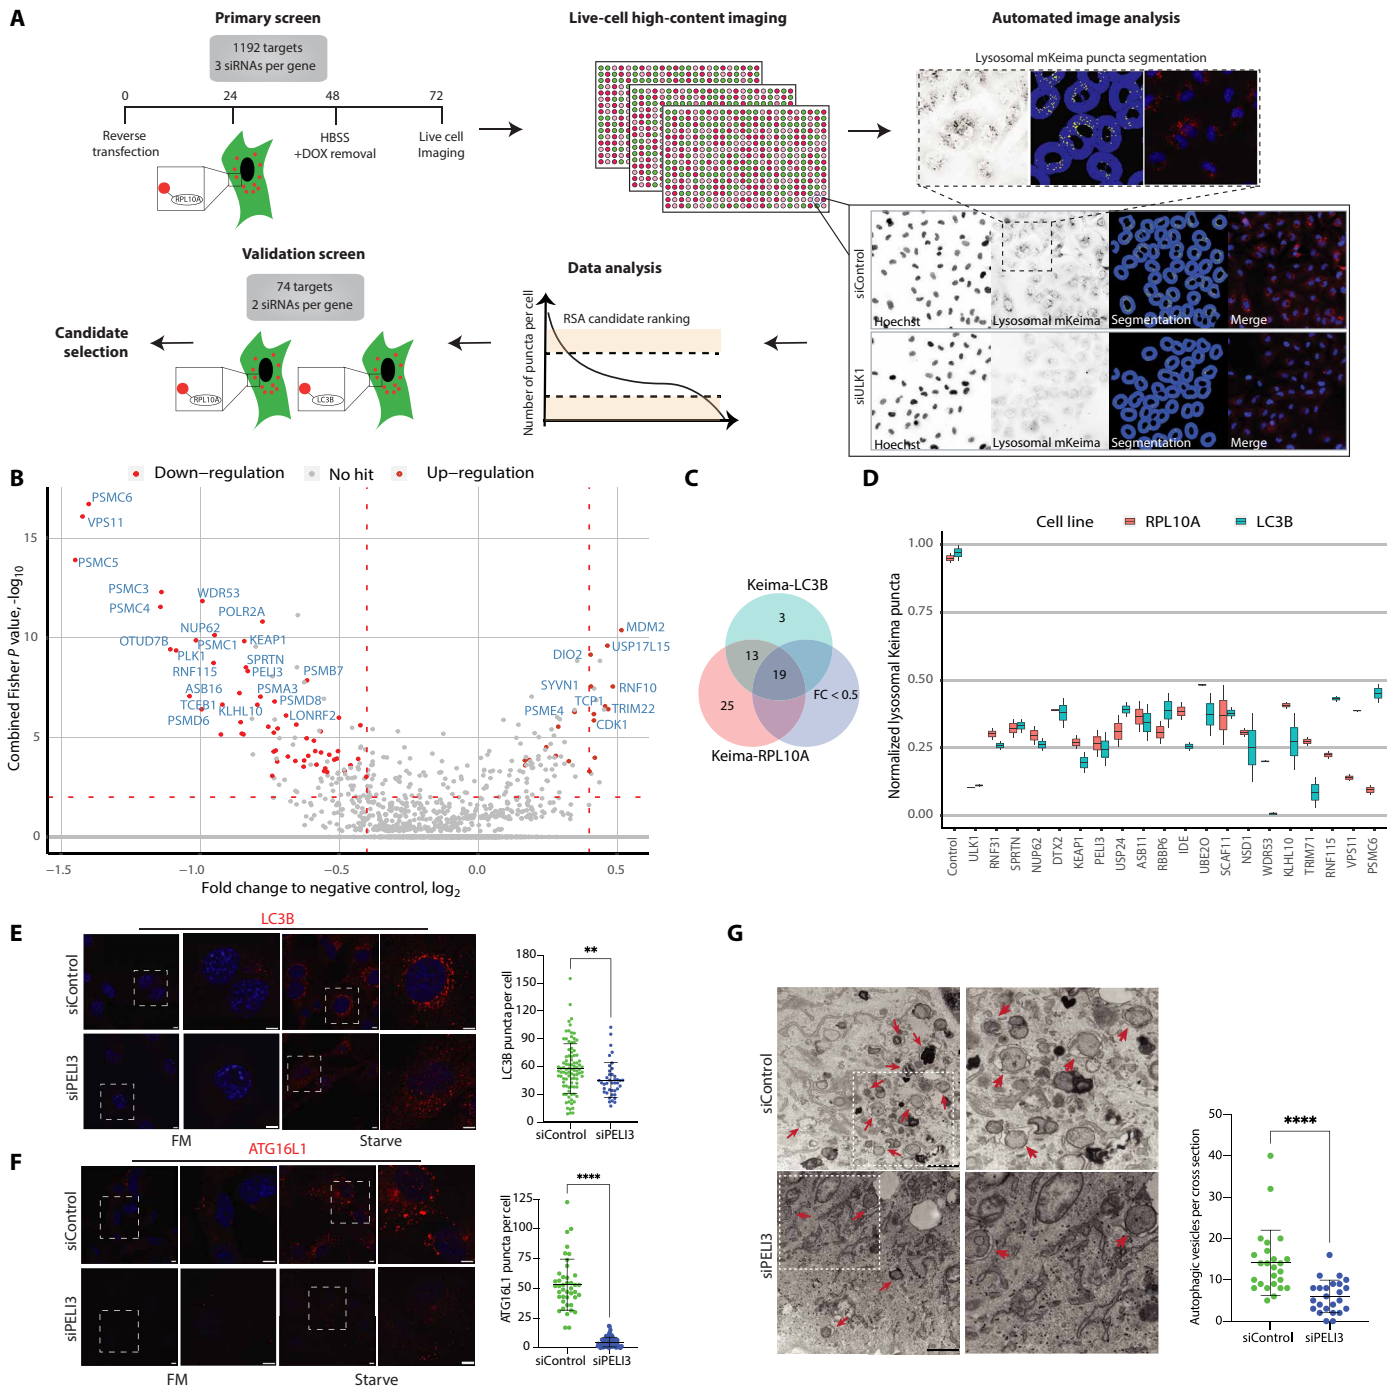 A
Primary screen
1192 targets
3 siRNAs per gene
0 24 48 72
Reverse
transfection
HBSS
+DOX removal
Live cell
Imaging
RPL10A
Live-cell high-content imaging
Automated image analysis
Lysosomal mKeima puncta segmentation
siControl
Hoechst
Lysosomal mKeima
Segmentation
Merge
siULK1
Hoechst
Lysosomal mKeima
Segmentation
Merge
Validation screen
74 targets
2 siRNAs per gene
Candidate
selection
RPL10A
LC3B
Data analysis
Number of puncta per cell
RSA candidate ranking
B
Down−regulation
No hit
Up−regulation
Combined Fisher P value, -log10
15
10
5
0
−1.5
−1.0
−0.5
0.0
0.5
Fold change to negative control, log2
PSMC6
VPS11
PSMC5
PSMC3
PSMC4
WDR53
POLR2A
NUP62
OTUD7B
PSMC1
KEAP1
PLK1
SPRTN
RNF115
PELI3
PSMB7
ASB16
PSMA3
TCEB1
PSMD8
KLHL10
PSMD6
LONRF2
MDM2
USP17L15
DIO2
SYVN1
RNF10
TCP1
TRIM22
PSME4
CDK1
C
Keima-LC3B
3
13
19
25
FC < 0.5
Keima-RPL10A
D
Cell line
RPL10A
LC3B
Normalized lysosomal Keima puncta
1.00
0.75
0.50
0.25
0.00
Control
ULK1
RNF31
SPRTN
NUP62
DTX2
KEAP1
PELI3
USP24
ASB11
RBBP6
IDE
UBE2O
SCAF11
NSD1
WDR53
KLHL10
TRIM71
RNF115
VPS11
PSMC6
E
LC3B
siControl
siPELI3
FM
Starve
LC3B puncta per cell
180
150
120
90
60
30
0
**
siControl
siPELI3
F
ATG16L1
siControl
siPELI3
FM
Starve
ATG16L1 puncta per cell
125
100
75
50
25
0
****
siControl
siPELI3
G
siControl
siPELI3
Autophagic vesicles per cross section
50
40
30
20
10
0
****
siControl
siPELI3